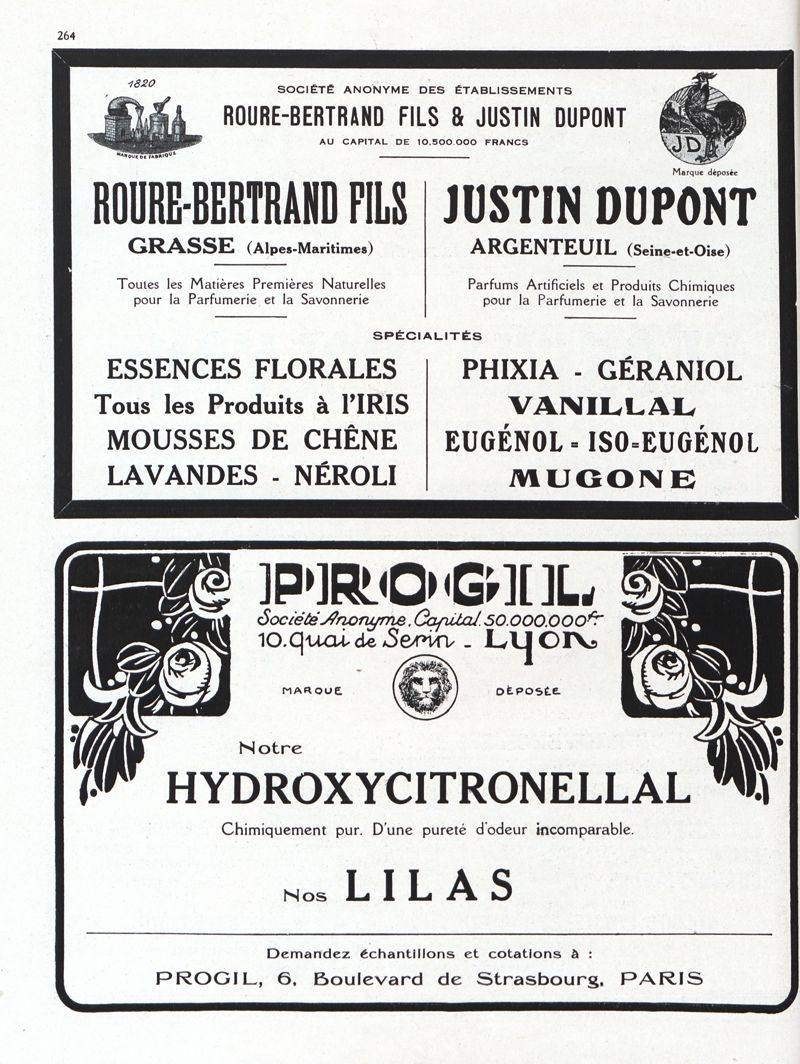 264
1820
MARQUE DE FABRIQUE
SOCIÉTÉ ANONYME DES ÉTABLISSEMENTS
ROURE-BERTRAND FILS & JUSTIN DUPONT
AU CAPITAL DE 10.500.000 FRANCS
JD
Marque déposée
ROURE-BERTRAND FILS
GRASSE (Alpes-Maritimes)
Toutes les Matières Premières Naturelles
pour la Parfumerie et la Savonnerie
JUSTIN DUPONT
ARGENTEUIL (Seine-et-Oise)
Parfums Artificiels et Produits Chimiques
pour la Parfumerie et la Savonnerie
SPÉCIALITÉS
ESSENCES FLORALES
Tous les Produits à l'IRIS
MOUSSES DE CHÊNE
LAVANDES - NÉROLI
PHIXIA - GÉRANIOL
VANILLAL
EUGÉNOL - ISO-EUGÉNOL
MUGONE
PROGIL
Société Anonyme, Capital 50.000.000 fr
10, quai de Serin - Lyon
MARQUE DÉPOSÉE
Notre
HYDROXYCITRONELLAL
Chimiquement pur. D'une pureté d'odeur incomparable.
Nos LILAS
Demandez échantillons et cotations à :
PROGIL, 6, Boulevard de Strasbourg, PARIS